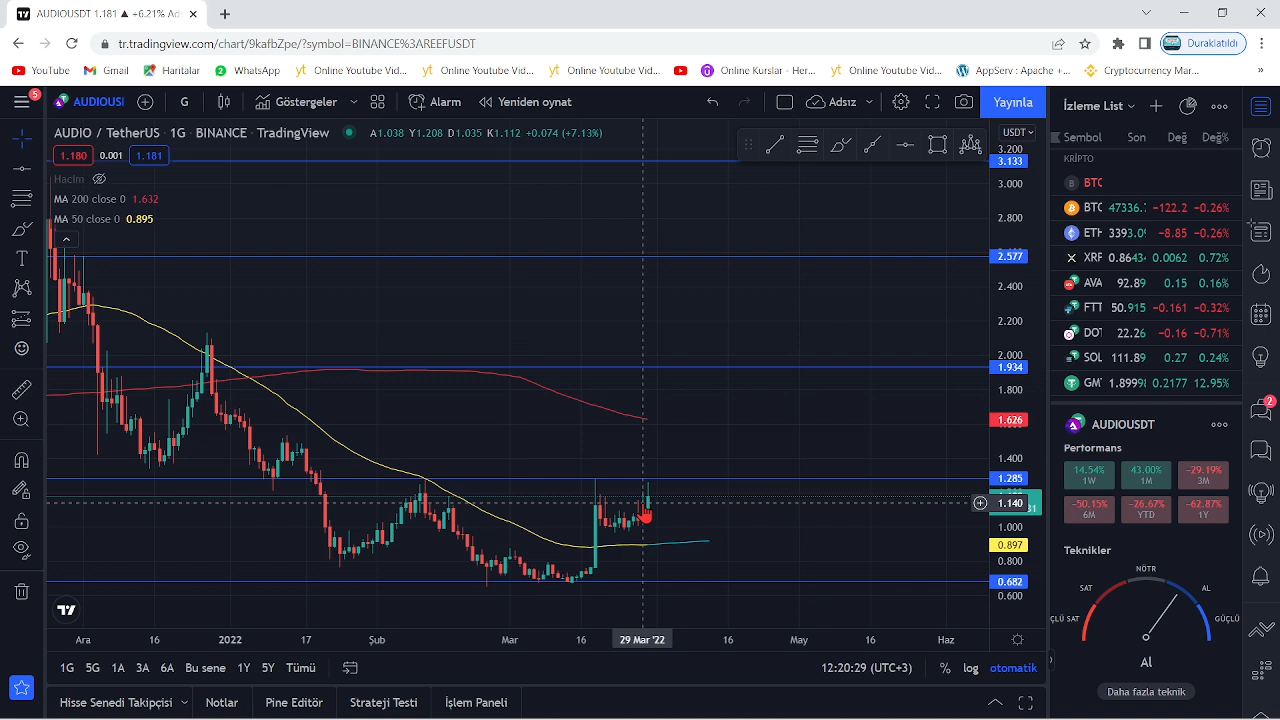 AUDIOUSDT 1.181 ▲ +6.21% Ad
tr.tradingview.com/chart/9kafbZpe/?symbol=BINANCE%3AREEFUSDT
Duraklatıldı
YouTube
Gmail
Haritalar
WhatsApp
Online Youtube Vid...
Online Youtube Vid...
Online Youtube Vid...
Online Kurslar - Her...
Online Youtube Vid...
AppServ : Apache +...
Cryptocurrency Mar...
»
5
AUDIOUSI
G
Göstergeler
Alarm
Yeniden oynat
Adsız
Yayınla
AUDIO / TetherUS · 1G · BINANCE · TradingView
A1.038 Y1.208 D1.035 K1.112 +0.074 (+7.13%)
1.180
0.001
1.181
Hacim
MA 200 close 0 1.632
MA 50 close 0 0.895
USDT
3.200
3.133
3.000
2.800
2.577
2.400
2.200
2.000
1.934
1.800
1.626
1.400
1.285
1.140
1.000
0.897
0.800
0.682
0.600
Ara
16
2022
17
Şub
Mar
16
29 Mar '22
16
May
16
Haz
1G
5G
1A
3A
6A
Bu sene
1Y
5Y
Tümü
12:20:29 (UTC+3)
%
log
otomatik
Hisse Senedi Takipçisi
Notlar
Pine Editör
Strateji Testi
İşlem Paneli
İzleme List
Sembol Son Değ Değ%
KRİPTO
BTC
BTC 47336. −122.2 −0.26%
ETH 3393.09 −8.85 −0.26%
XRF 0.8643 0.0062 0.72%
AVA 92.89 0.15 0.16%
FTT 50.915 −0.161 −0.32%
DOT 22.26 −0.16 −0.71%
SOL 111.89 0.27 0.24%
GMT 1.8998 0.2177 12.95%
AUDIOUSDT
Performans
14.54% 43.00% −29.19%
1W 1M 3M
−50.15% −26.67% −62.87%
6M YTD 1Y
Teknikler
NÖTR
SAT
AL
ÇLÜ SAT
GÜÇLÜ
Al
Daha fazla teknik
2